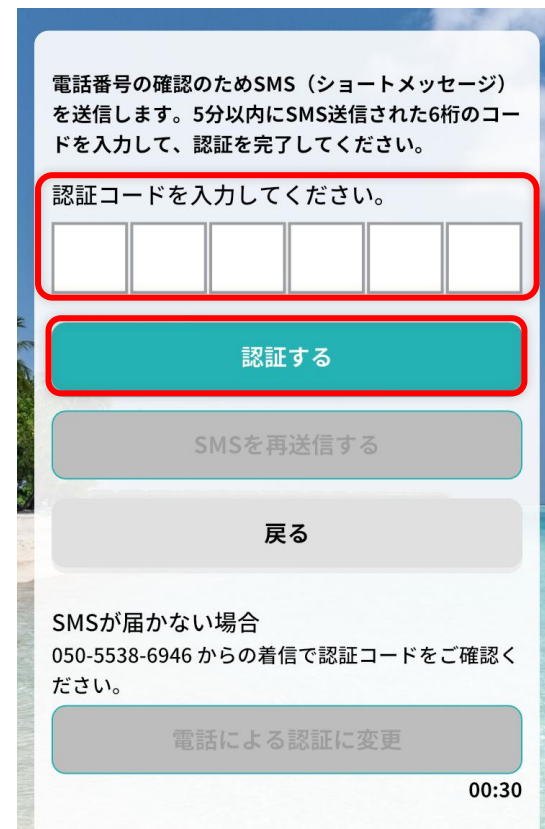 電話番号の確認のためSMS（ショートメッセージ）
を送信します。5分以内にSMS送信された6桁のコー
ドを入力して、認証を完了してください。
認証コードを入力してください。
認証する
SMSを再送信する
戻る
SMSが届かない場合
050-5538-6946 からの着信で認証コードをご確認く
ださい。
電話による認証に変更
00:30